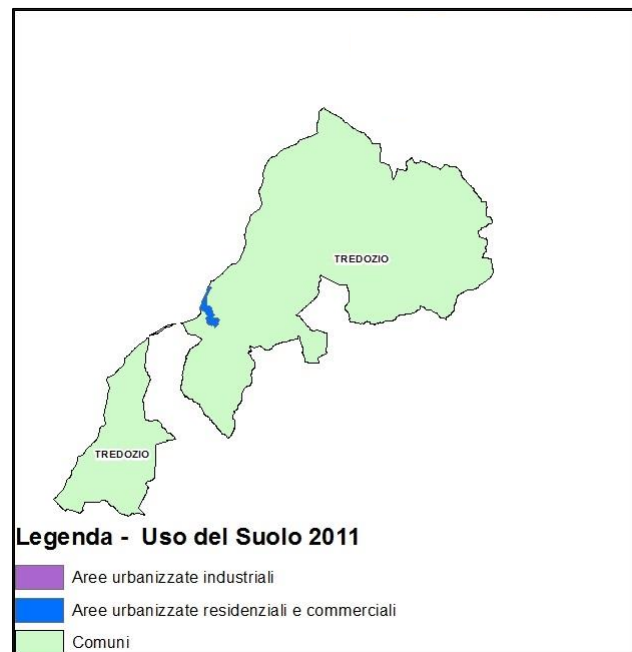 TREDOZIO
TREDOZIO
Legenda - Uso del Suolo 2011
Aree urbanizzate industriali
Aree urbanizzate residenziali e commerciali
Comuni